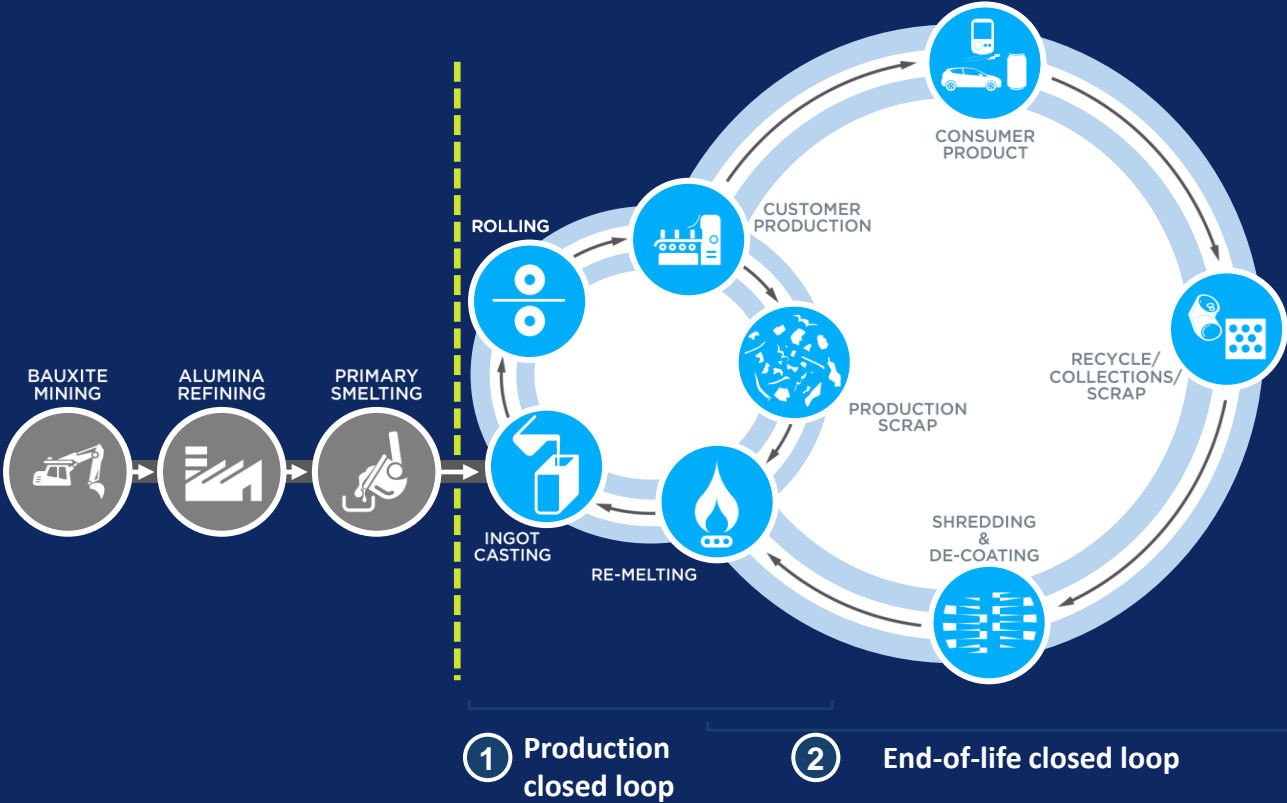 BAUXITE
MINING
ALUMINA
REFINING
PRIMARY
SMELTING
INGOT
CASTING
ROLLING
CUSTOMER
PRODUCTION
PRODUCTION
SCRAP
RE-MELTING
CONSUMER
PRODUCT
RECYCLE/
COLLECTIONS/
SCRAP
SHREDDING
&
DE-COATING
1 Production
closed loop
2 End-of-life closed loop